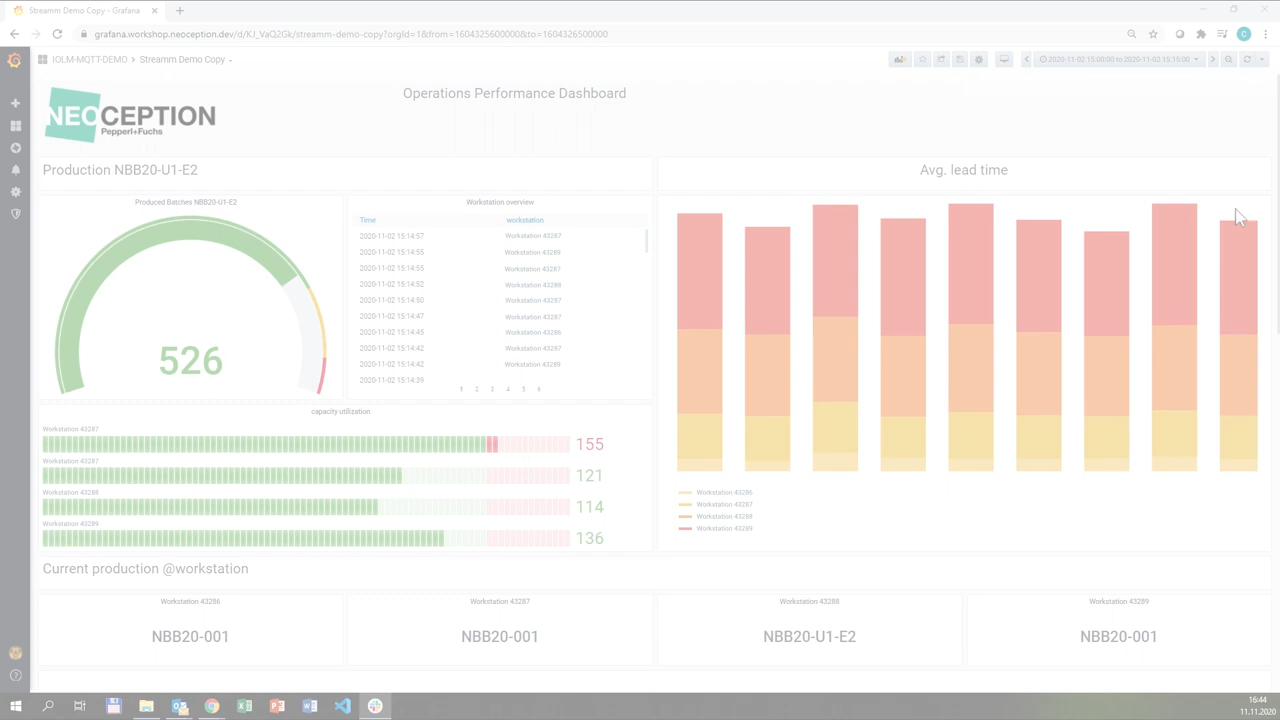 Streamm Demo Copy - Grafana
grafana.workshop.neoception.dev/d/KJ_VaQ2Gk/streamm-demo-copy?orgId=1&from=1604325600000&to=1604326500000
IOLM-MQTT-DEMO > Streamm Demo Copy
2020-11-02 15:00:00 to 2020-11-02 15:15:00
NEOCEPTION
Pepperl+Fuchs
Operations Performance Dashboard
Production NBB20-U1-E2
Avg. lead time
Produced Batches NBB20-U1-E2
526
Workstation overview
Time workstation
2020-11-02 15:14:57 Workstation 43287
2020-11-02 15:14:55 Workstation 43289
2020-11-02 15:14:55 Workstation 43287
2020-11-02 15:14:52 Workstation 43288
2020-11-02 15:14:50 Workstation 43287
2020-11-02 15:14:47 Workstation 43287
2020-11-02 15:14:45 Workstation 43286
2020-11-02 15:14:42 Workstation 43287
2020-11-02 15:14:42 Workstation 43289
2020-11-02 15:14:39
1 2 3 4 5 6
capacity utilization
Workstation 43287
155
Workstation 43287
121
Workstation 43288
114
Workstation 43289
136
Workstation 43286
Workstation 43287
Workstation 43288
Workstation 43289
Current production @workstation
Workstation 43286
NBB20-001
Workstation 43287
NBB20-001
Workstation 43288
NBB20-U1-E2
Workstation 43289
NBB20-001
16:44
11.11.2020